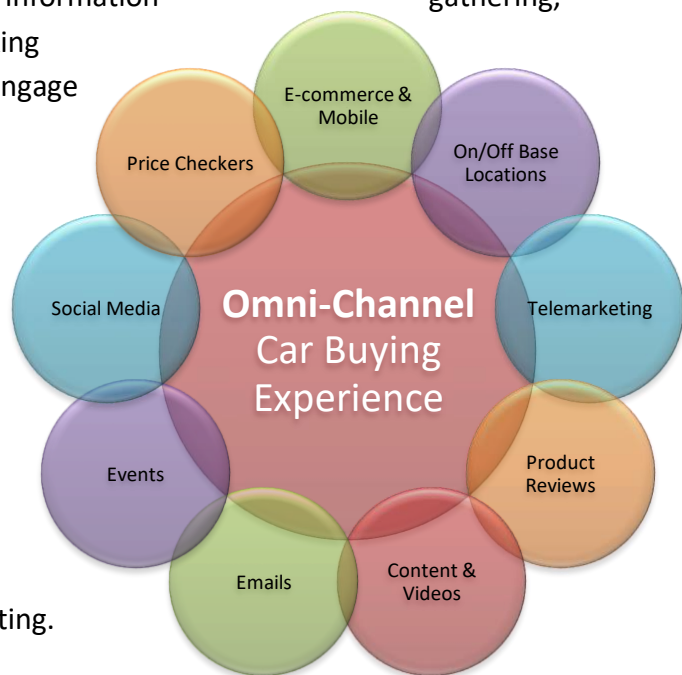 information gathering,
ing
ngage
E-commerce &
Mobile
On/Off Base
Locations
Price Checkers
Social Media
Omni-Channel
Car Buying
Experience
Telemarketing
Events
Product
Reviews
Emails
Content &
Videos
ting.